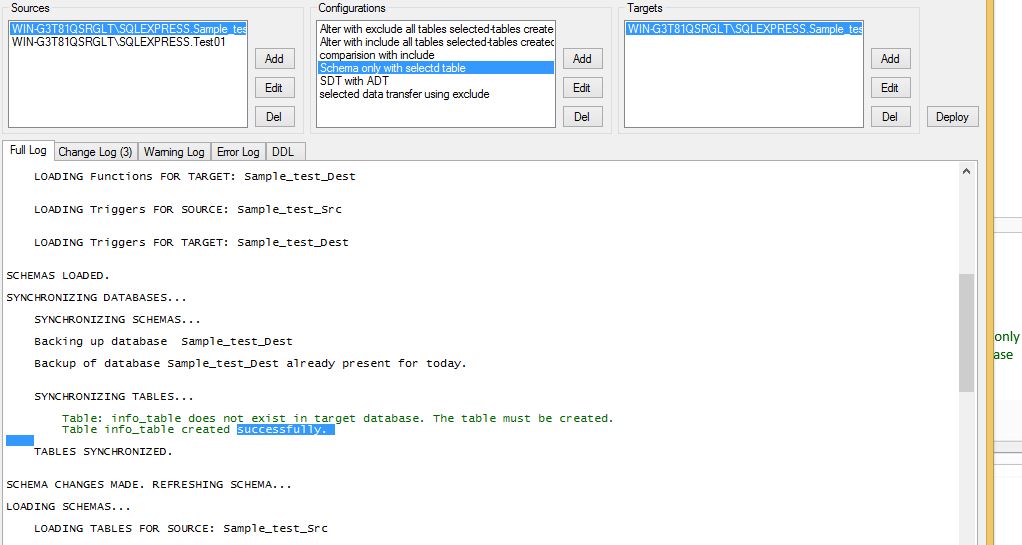 Sources
WIN-G3T81QSRGLT\SQLEXPRESS.Sample_tes
WIN-G3T81QSRGLT\SQLEXPRESS.Test01
Add
Edit
Del
Configurations
Alter with exclude all tables selected-tables create
Alter with include all tables selected-tables created
comparision with include
Schema only with selectd table
SDT with ADT
selected data transfer using exclude
Add
Edit
Del
Targets
WIN-G3T81QSRGLT\SQLEXPRESS.Sample_tes
Add
Edit
Del
Deploy
Full Log
Change Log (3)
Warning Log
Error Log
DDL
LOADING Functions FOR TARGET: Sample_test_Dest
LOADING Triggers FOR SOURCE: Sample_test_Src
LOADING Triggers FOR TARGET: Sample_test_Dest
SCHEMAS LOADED.
SYNCHRONIZING DATABASES...
SYNCHRONIZING SCHEMAS...
Backing up database  Sample_test_Dest
Backup of database Sample_test_Dest already present for today.
SYNCHRONIZING TABLES...
Table: info_table does not exist in target database. The table must be created.
Table info_table created successfully.
TABLES SYNCHRONIZED.
SCHEMA CHANGES MADE. REFRESHING SCHEMA...
LOADING SCHEMAS...
LOADING TABLES FOR SOURCE: Sample_test_Src
only
ase